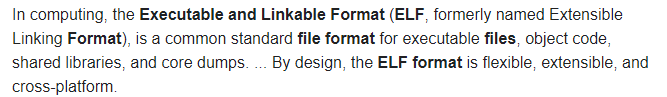 In computing, the Executable and Linkable Format (ELF, formerly named Extensible
Linking Format), is a common standard file format for executable files, object code,
shared libraries, and core dumps. ... By design, the ELF format is flexible, extensible, and
cross-platform.